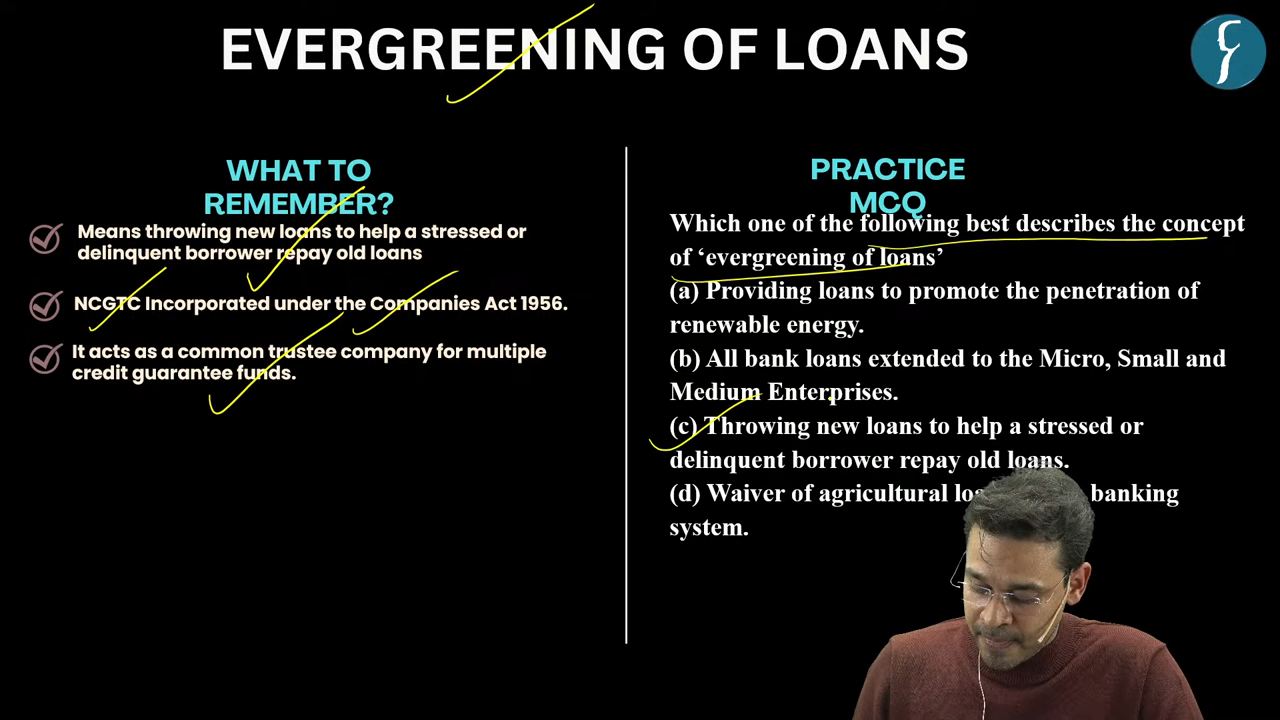 EVERGREENING OF LOANS
WHAT TO
REMEMBER?
Means throwing new loans to help a stressed or
delinquent borrower repay old loans
NCGTC Incorporated under the Companies Act 1956.
It acts as a common trustee company for multiple
credit guarantee funds.
PRACTICE
MCQ
Which one of the following best describes the concept
of ‘evergreening of loans’
(a) Providing loans to promote the penetration of
renewable energy.
(b) All bank loans extended to the Micro, Small and
Medium Enterprises.
(c) Throwing new loans to help a stressed or
delinquent borrower repay old loans.
(d) Waiver of agricultural banking
system.